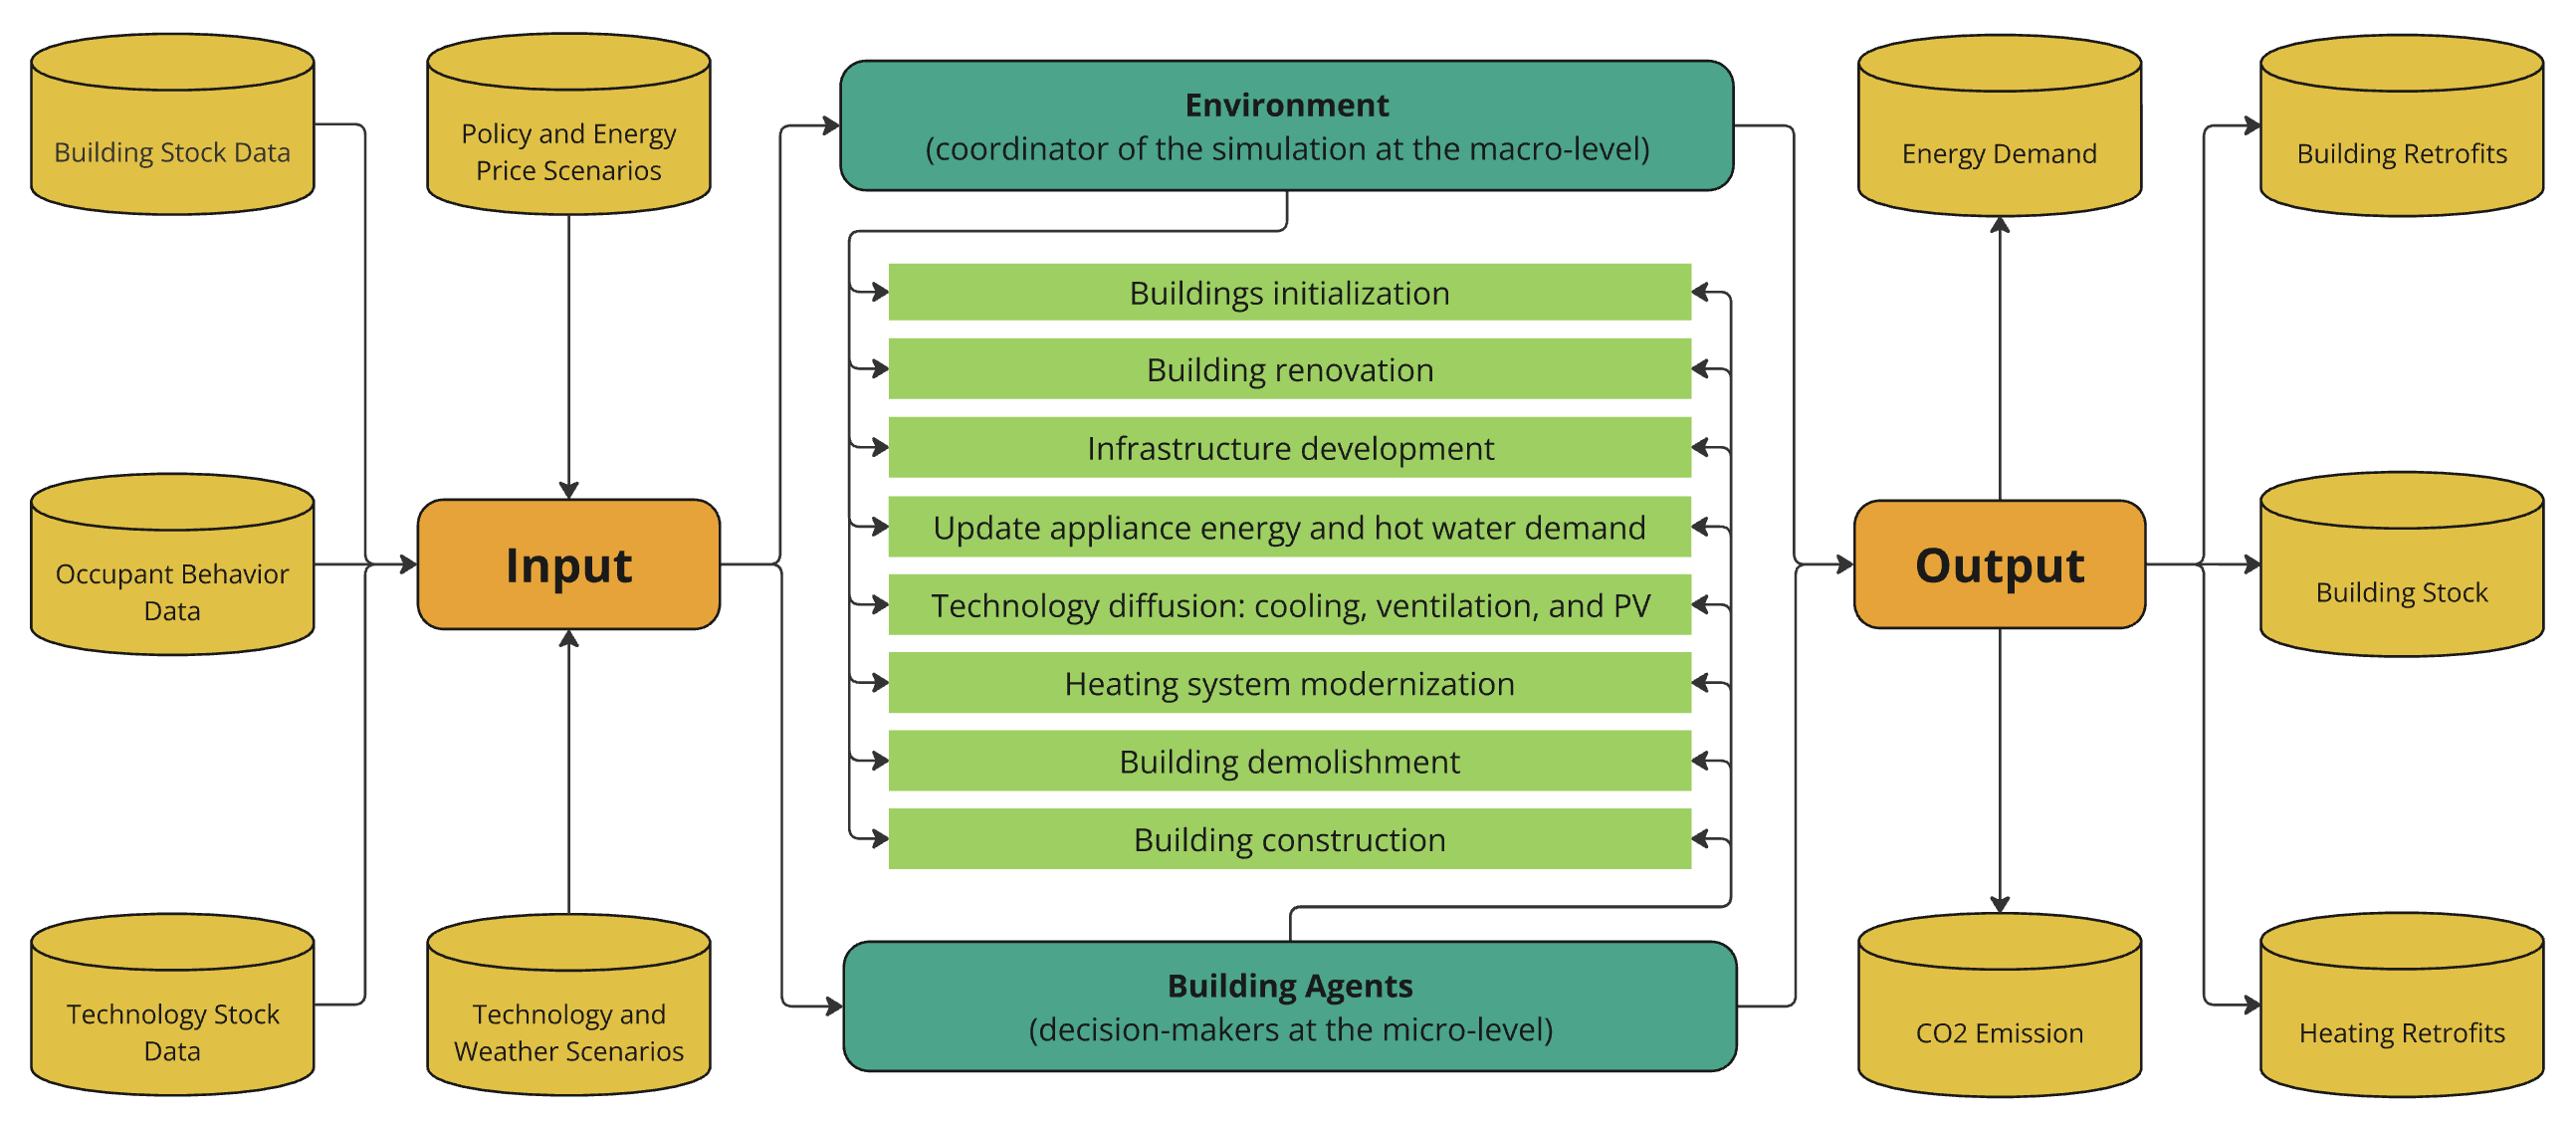 Building Stock Data
Policy and Energy
Price Scenarios
Occupant Behavior
Data
Input
Technology Stock
Data
Technology and
Weather Scenarios
Environment
(coordinator of the simulation at the macro-level)
Buildings initialization
Building renovation
Infrastructure development
Update appliance energy and hot water demand
Technology diffusion: cooling, ventilation, and PV
Heating system modernization
Building demolishment
Building construction
Building Agents
(decision-makers at the micro-level)
Energy Demand
Building Retrofits
Output
Building Stock
CO2 Emission
Heating Retrofits